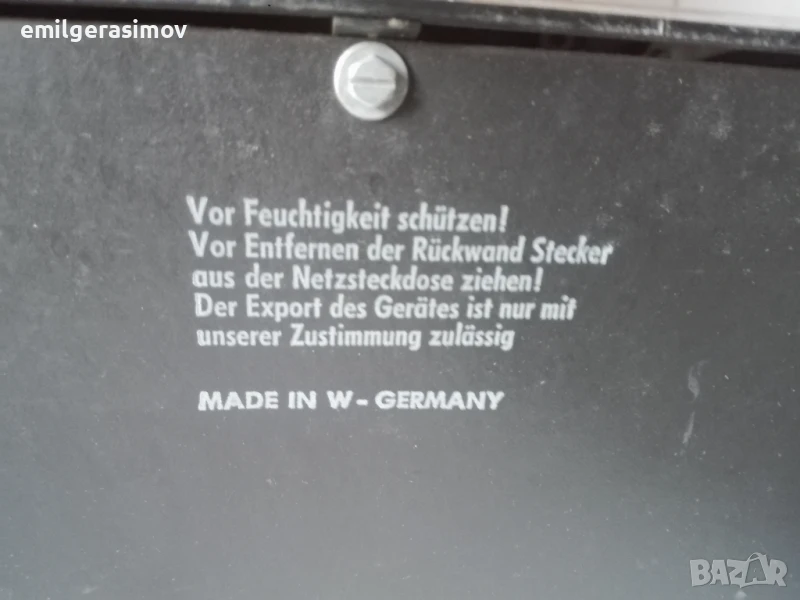 emilgerasimov
Vor Feuchtigkeit schützen!
Vor Entfernen der Rückwand Stecker
aus der Netzsteckdose ziehen!
Der Export des Gerätes ist nur mit
unserer Zustimmung zulässig
MADE IN W-GERMANY
BAZAR